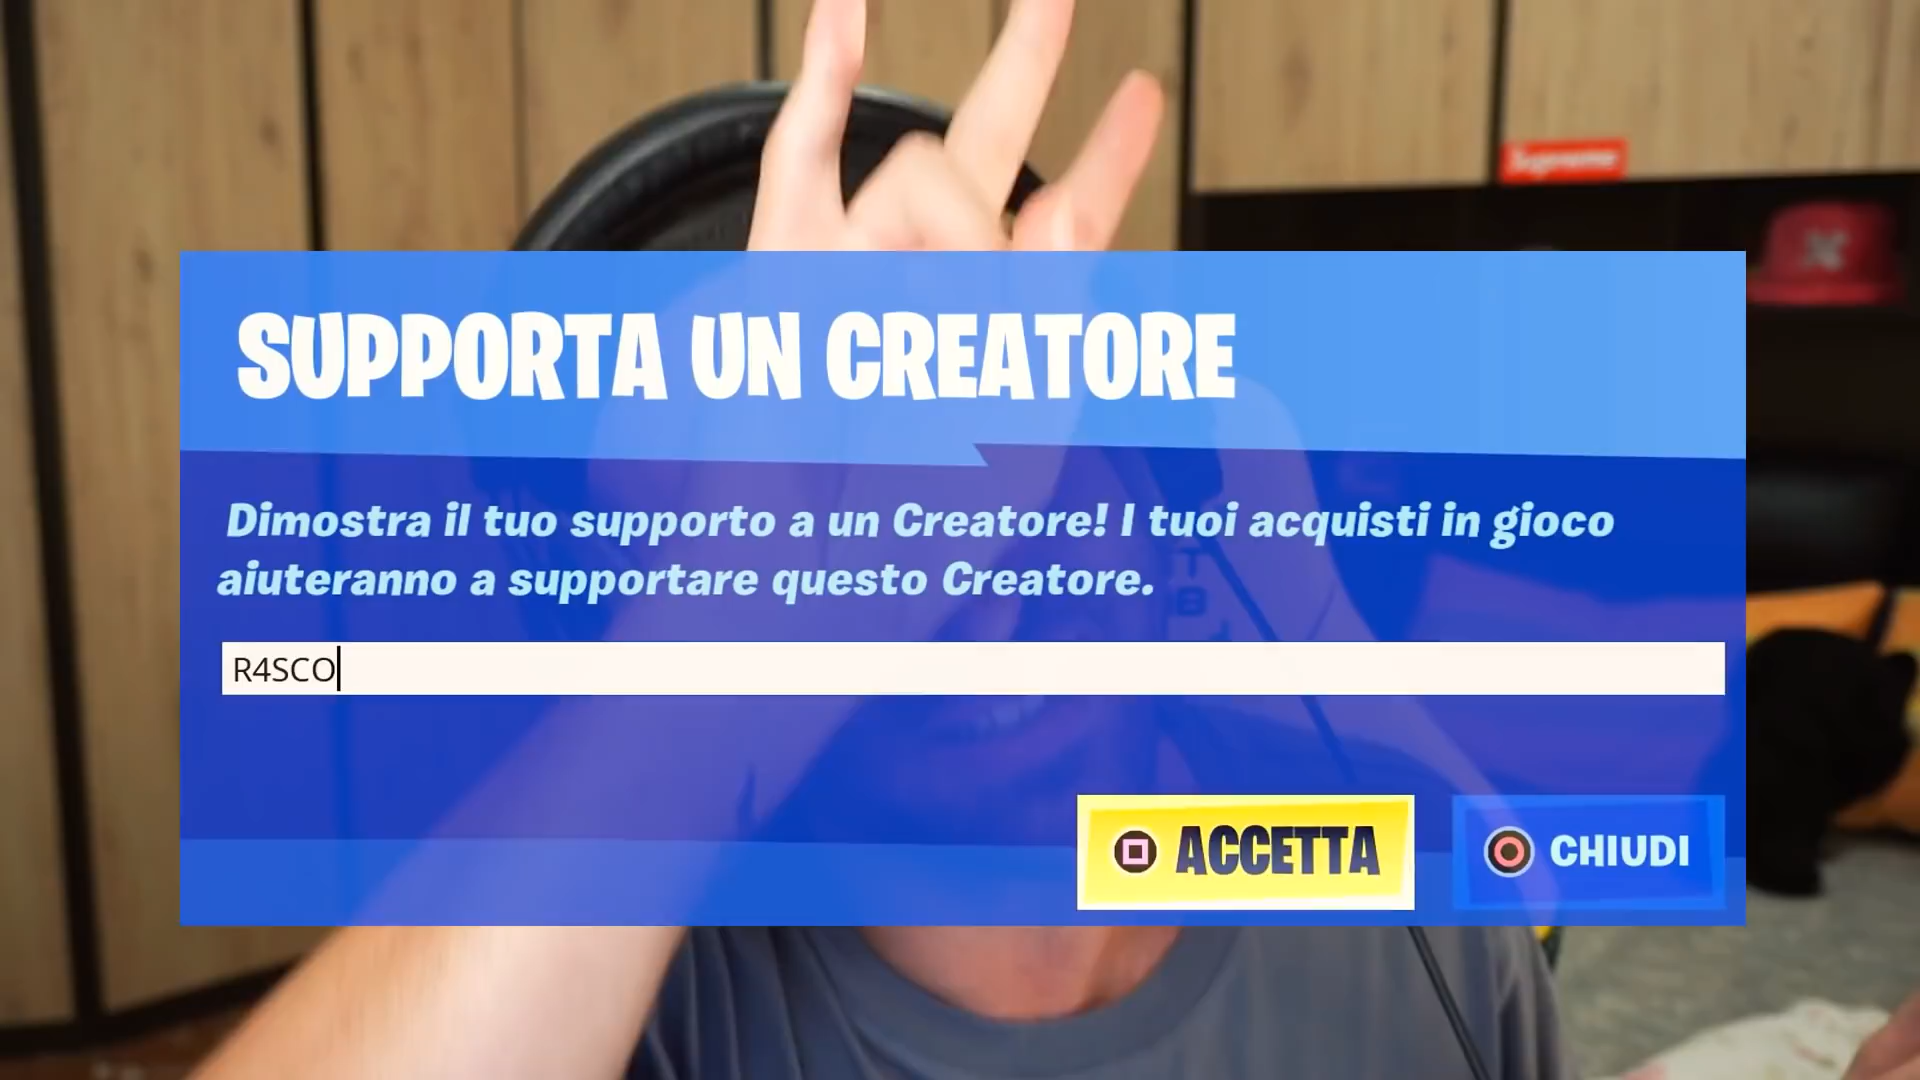 Supreme
SUPPORTA UN CREATORE
Dimostra il tuo supporto a un Creatore! I tuoi acquisti in gioco
aiuteranno a supportare questo Creatore.
R4SCO
ACCETTA
CHIUDI